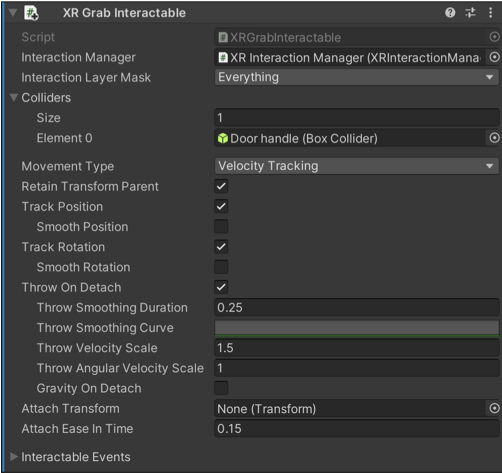 XR Grab Interactable
Script XRGrabInteractable
Interaction Manager XR Interaction Manager (XRInteractionMana
Interaction Layer Mask Everything
Colliders
Size 1
Element 0 Door handle (Box Collider)
Movement Type Velocity Tracking
Retain Transform Parent
Track Position
Smooth Position
Track Rotation
Smooth Rotation
Throw On Detach
Throw Smoothing Duration 0.25
Throw Smoothing Curve
Throw Velocity Scale 1.5
Throw Angular Velocity Scale 1
Gravity On Detach
Attach Transform None (Transform)
Attach Ease In Time 0.15
Interactable Events